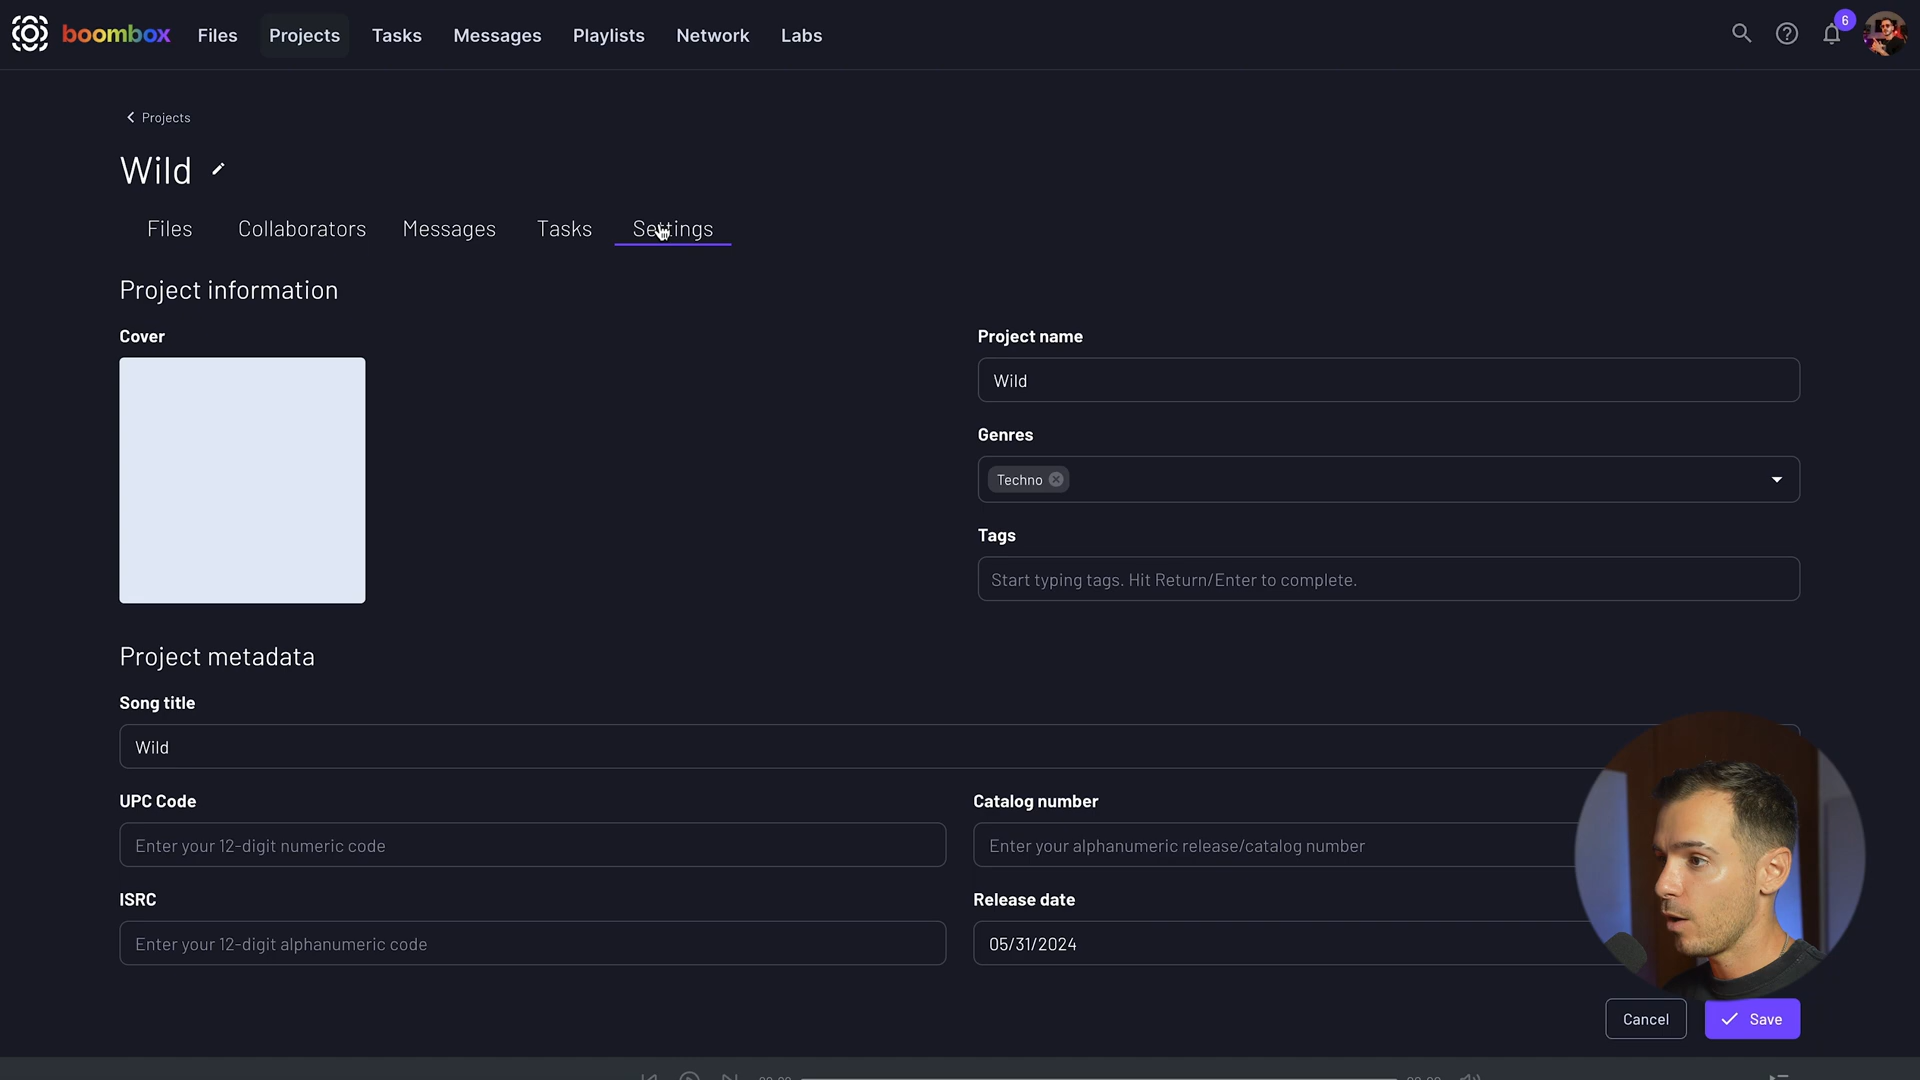 boombox Files Projects Tasks Messages Playlists Network Labs 6
Projects
Wild
Files Collaborators Messages Tasks Settings
Project information
Cover
Project name
Wild
Genres
Techno
Tags
Start typing tags. Hit Return/Enter to complete.
Project metadata
Song title
Wild
UPC Code
Catalog number
Enter your 12-digit numeric code
Enter your alphanumeric release/catalog number
ISRC
Release date
Enter your 12-digit alphanumeric code
05/31/2024
Cancel
Save